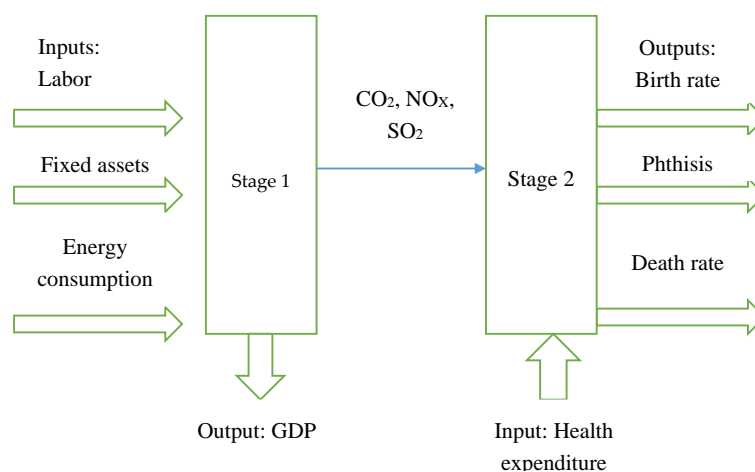 Inputs:
Labor
Fixed assets
Energy
consumption
Stage 1
CO₂, NOX,
SO₂
Stage 2
Outputs:
Birth rate
Phthisis
Death rate
Output: GDP
Input: Health
expenditure